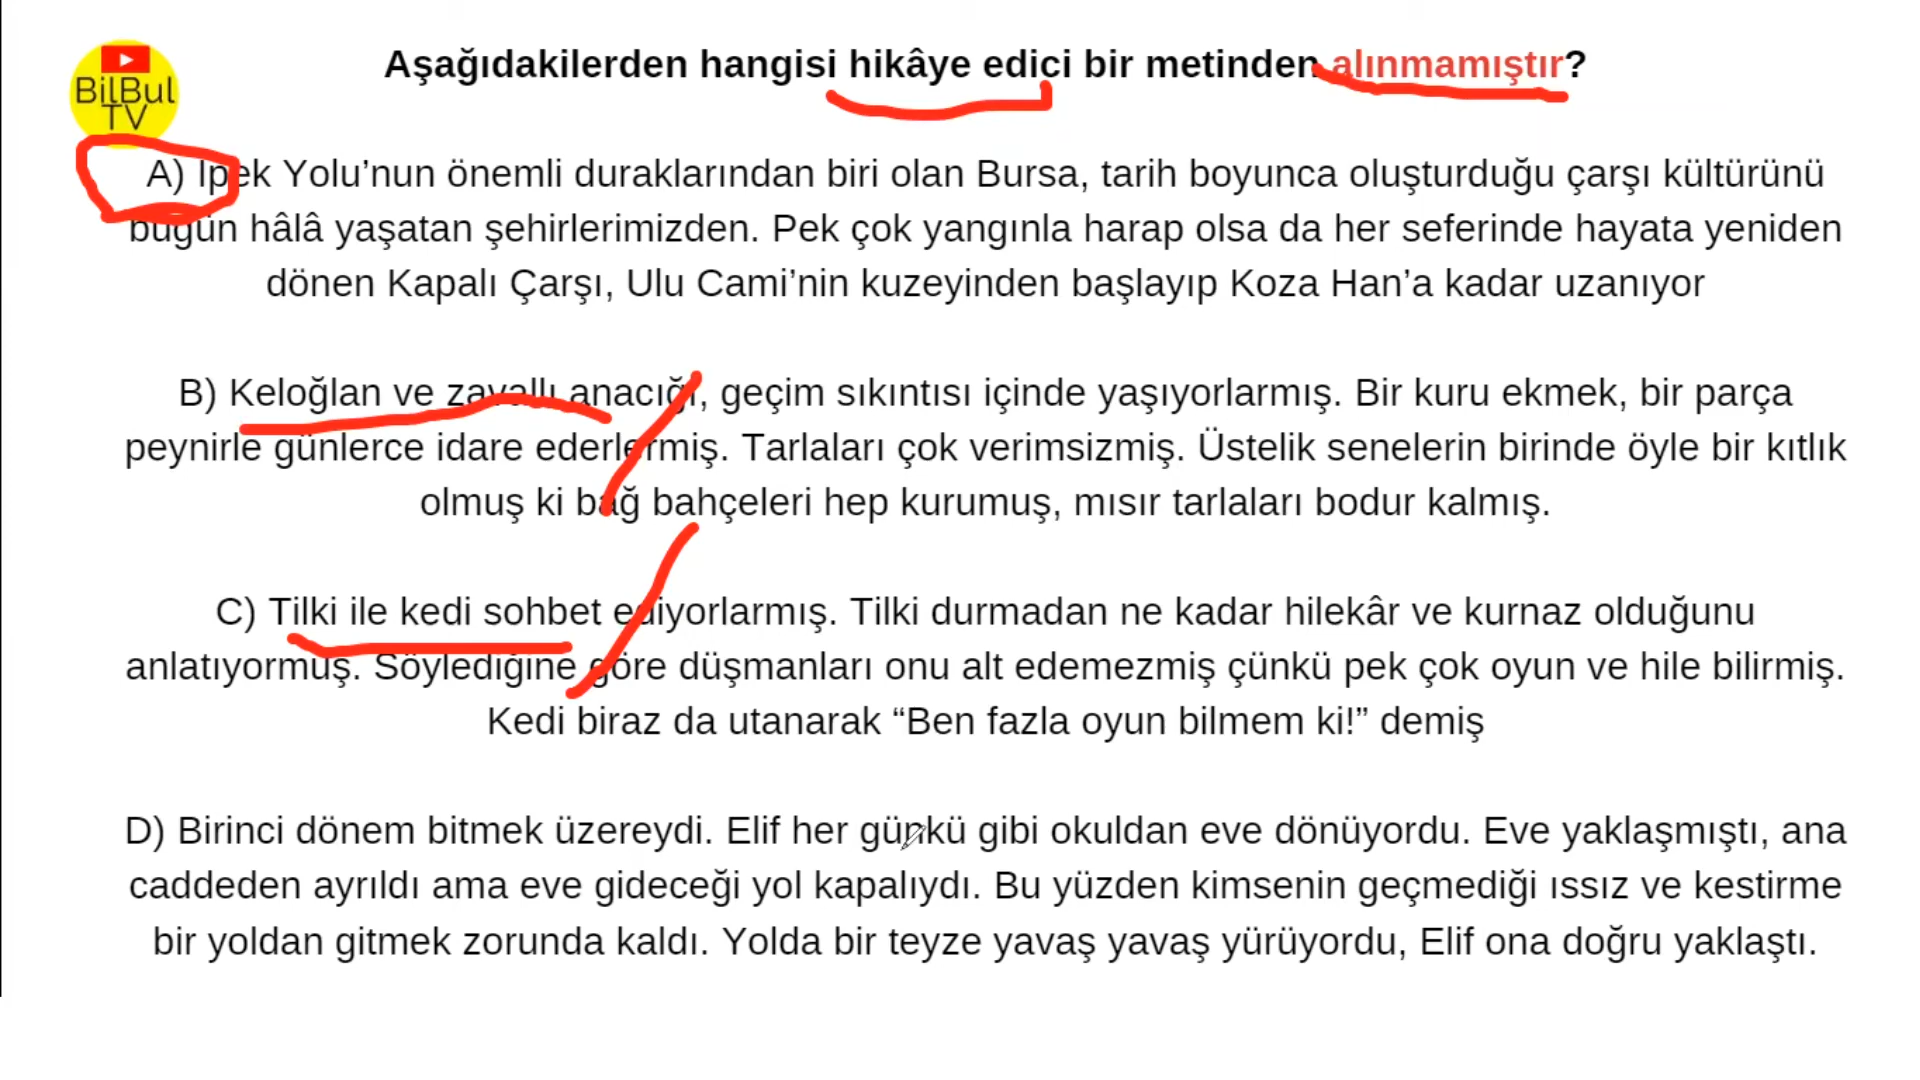 BilBul
TV
Aşağıdakilerden hangisi hikâye edici bir metinden alınmamıştır?
A) İpek Yolu’nun önemli duraklarından biri olan Bursa, tarih boyunca oluşturduğu çarşı kültürünü
bugün hâlâ yaşatan şehirlerimizden. Pek çok yangınla harap olsa da her seferinde hayata yeniden
dönen Kapalı Çarşı, Ulu Cami’nin kuzeyinden başlayıp Koza Han’a kadar uzanıyor
B) Keloğlan ve zavallı anacığı, geçim sıkıntısı içinde yaşıyorlarmış. Bir kuru ekmek, bir parça
peynirle günlerce idare ederlermiş. Tarlaları çok verimsizmiş. Üstelik senelerin birinde öyle bir kıtlık
olmuş ki bağ bahçeleri hep kurumuş, mısır tarlaları bodur kalmış.
C) Tilki ile kedi sohbet ediyorlarmış. Tilki durmadan ne kadar hilekâr ve kurnaz olduğunu
anlatıyormuş. Söylediğine göre düşmanları onu alt edemezmiş çünkü pek çok oyun ve hile bilirmiş.
Kedi biraz da utanarak “Ben fazla oyun bilmem ki!” demiş
D) Birinci dönem bitmek üzereydi. Elif her günkü gibi okuldan eve dönüyordu. Eve yaklaşmıştı, ana
caddeden ayrıldı ama eve gideceği yol kapalıydı. Bu yüzden kimsenin geçmediği ıssız ve kestirme
bir yoldan gitmek zorunda kaldı. Yolda bir teyze yavaş yavaş yürüyordu, Elif ona doğru yaklaştı.